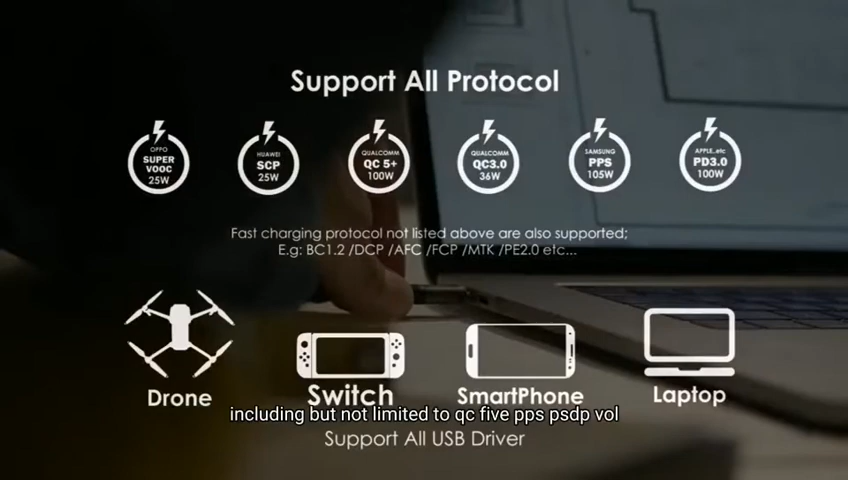 Support All Protocol
OPPO
SUPER
VOOC
25W
HUAWEI
SCP
25W
QUALCOMM
QC 5+
100W
QUALCOMM
QC3.0
36W
SAMSUNG
PPS
105W
APPLE..etc
PD3.0
100W
Fast charging protocol not listed above are also supported;
E.g: BC1.2 /DCP /AFC /FCP /MTK /PE2.0 etc...
Drone
Switch
SmartPhone
Laptop
including but not limited to qc five pps psdp vol
Support All USB Driver